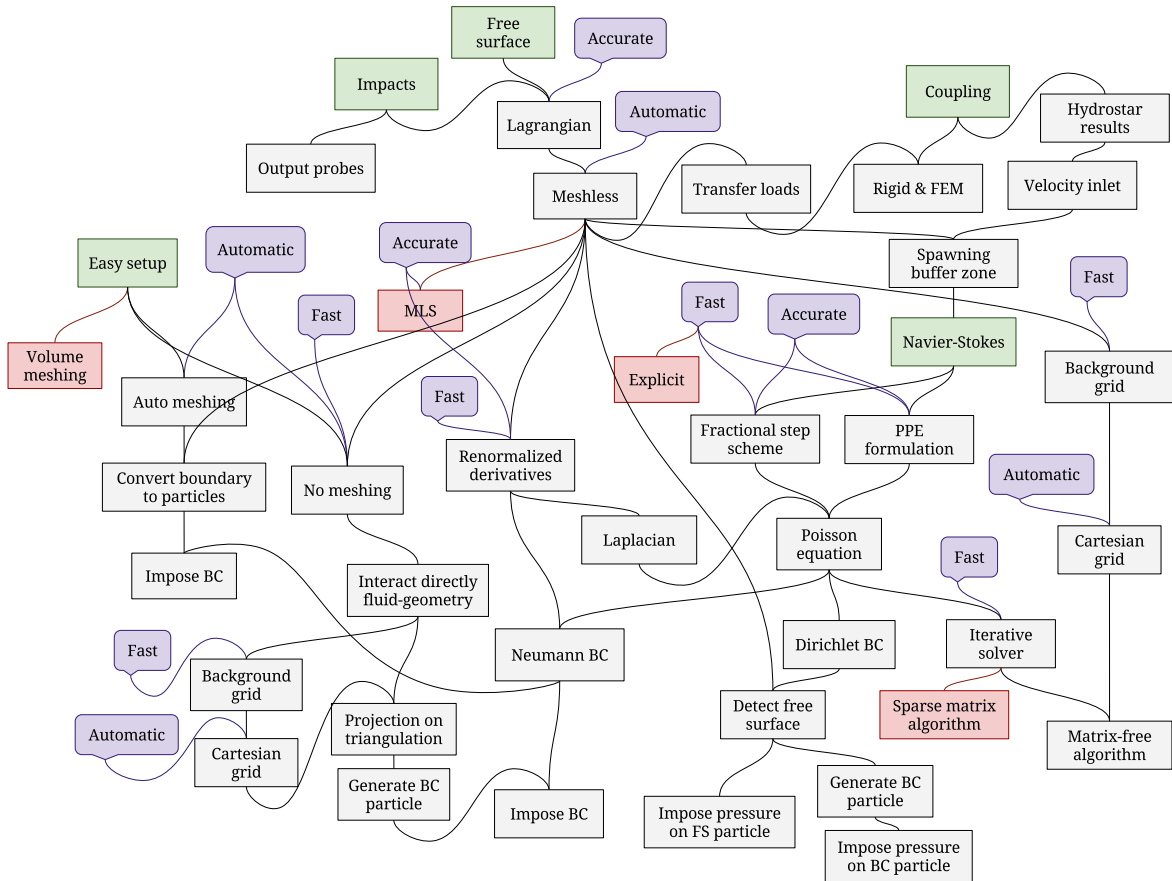 Free
surface
Accurate
Impacts
Coupling
Automatic
Hydrostar
results
Lagrangian
Output probes
Transfer loads
Rigid & FEM
Velocity inlet
Meshless
Accurate
Automatic
Easy setup
Spawning
buffer zone
Fast
Fast
Accurate
Fast
MLS
Navier-Stokes
Volume
meshing
Explicit
Background
grid
Auto meshing
Fast
Fractional step
scheme
PPE
formulation
Renormalized
derivatives
Automatic
Convert boundary
to particles
No meshing
Laplacian
Poisson
equation
Cartesian
grid
Fast
Impose BC
Interact directly
fluid-geometry
Fast
Neumann BC
Dirichlet BC
Iterative
solver
Background
grid
Sparse matrix
algorithm
Detect free
surface
Projection on
triangulation
Automatic
Cartesian
grid
Matrix-free
algorithm
Generate BC
particle
Generate BC
particle
Impose BC
Impose pressure
on FS particle
Impose pressure
on BC particle